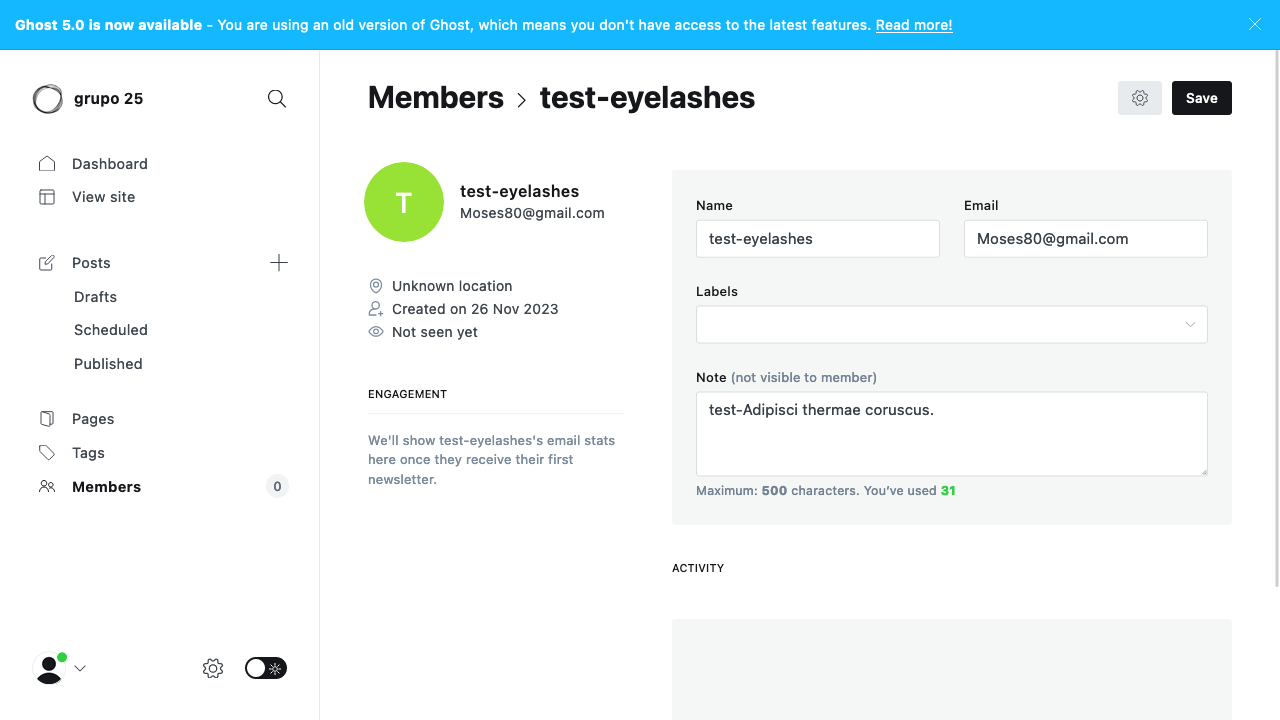 Ghost 5.0 is now available - You are using an old version of Ghost, which means you don't have access to the latest features. Read more!
grupo 25
Dashboard
View site
Posts
Drafts
Scheduled
Published
Pages
Tags
Members
0
Members > test-eyelashes
Save
T
test-eyelashes
Moses80@gmail.com
Unknown location
Created on 26 Nov 2023
Not seen yet
ENGAGEMENT
We'll show test-eyelashes's email stats
here once they receive their first
newsletter.
Name
test-eyelashes
Email
Moses80@gmail.com
Labels
Note (not visible to member)
test-Adipisci thermae coruscus.
Maximum: 500 characters. You've used 31
ACTIVITY